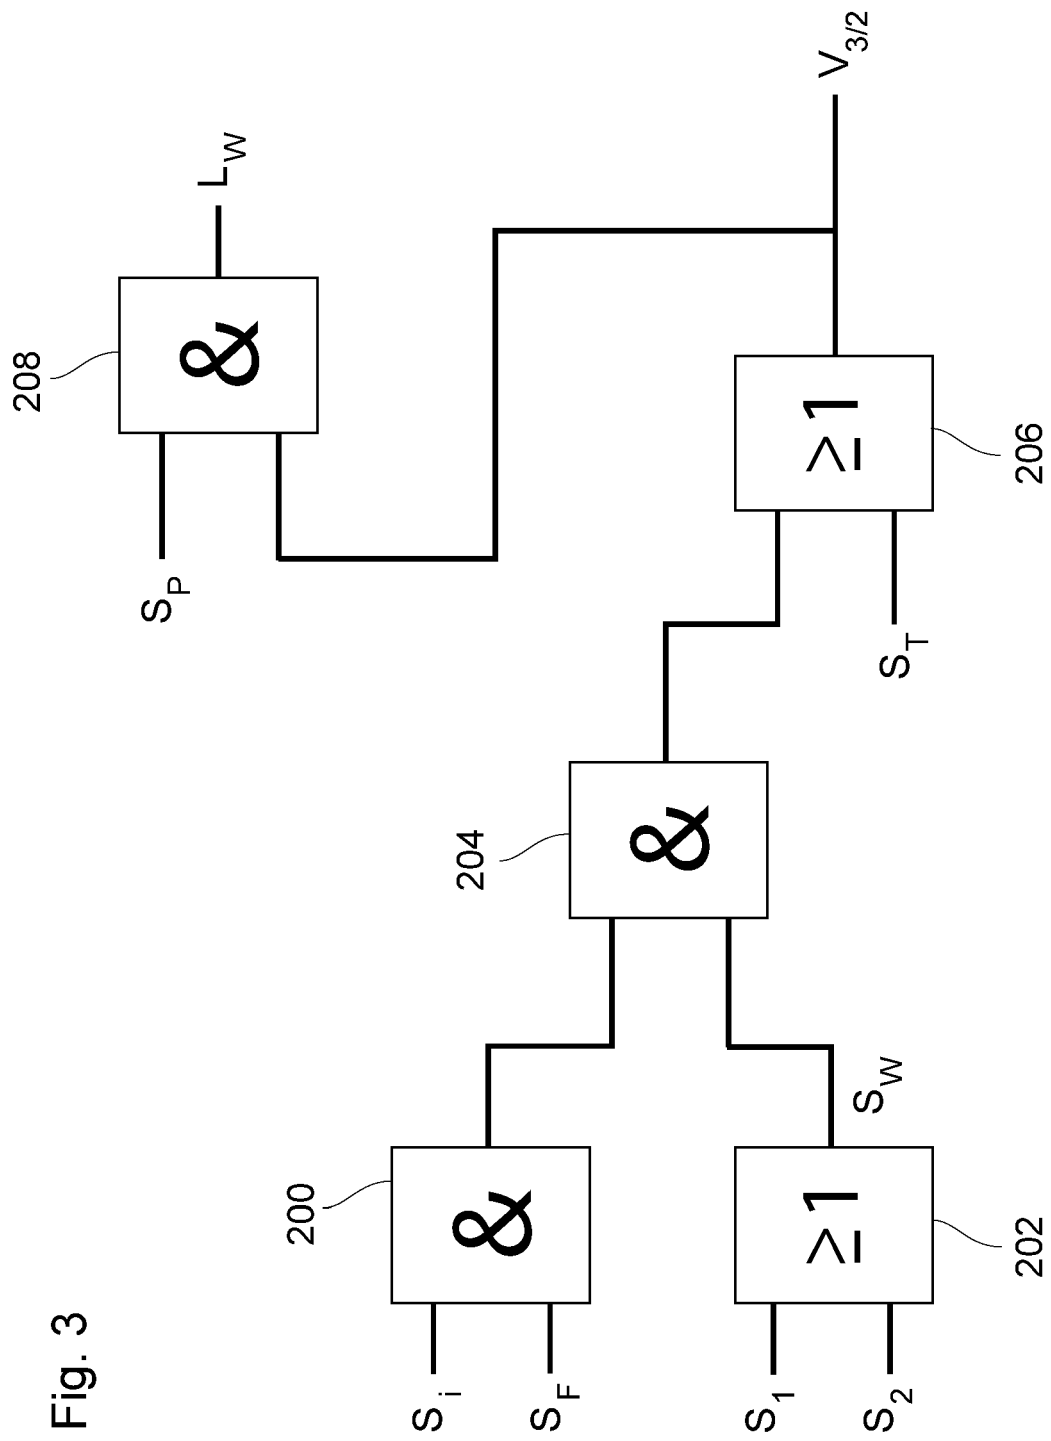 Fig. 3
208
&
L_W
S_P
V_3/2
204
&
≥1
206
S_T
200
&
S_i
S_F
S_W
≥1
202
S_1
S_2